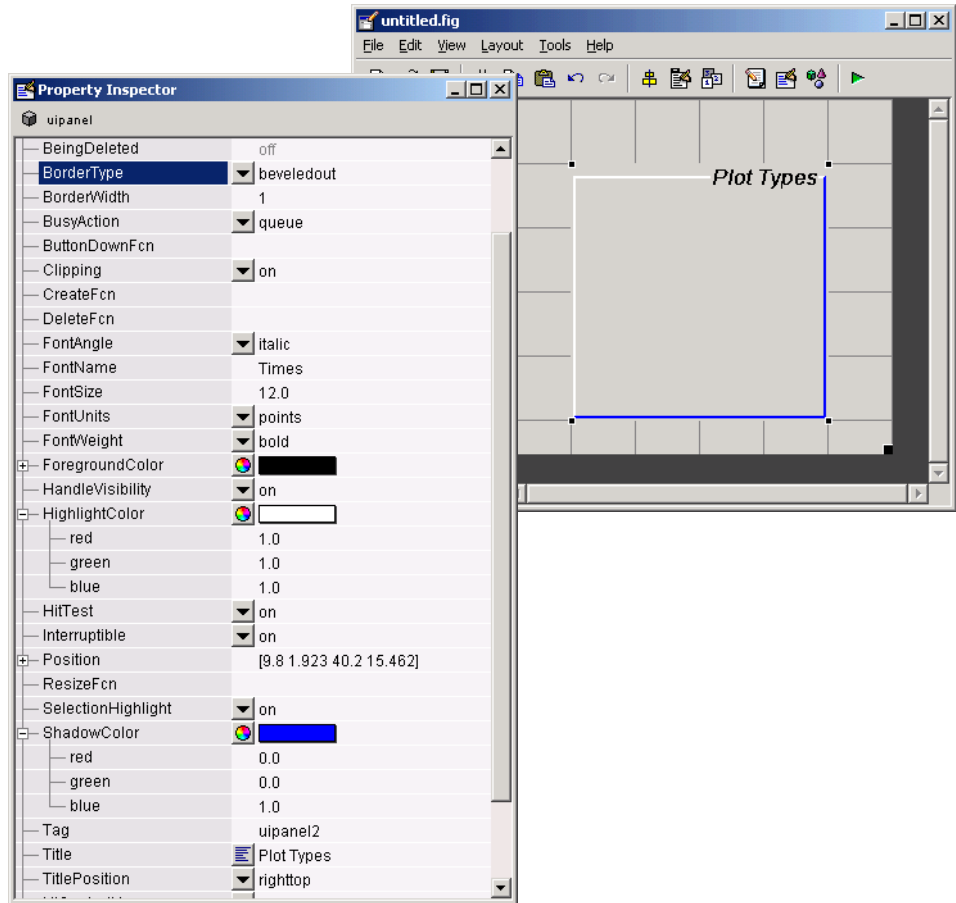 untitled.fig
File Edit View Layout Tools Help
Property Inspector
uipanel
BeingDeleted off
BorderType beveledout
BorderWidth 1
BusyAction queue
ButtonDownFcn
Clipping on
CreateFcn
DeleteFcn
FontAngle italic
FontName Times
FontSize 12.0
FontUnits points
FontWeight bold
ForegroundColor
HandleVisibility on
HighlightColor
red 1.0
green 1.0
blue 1.0
HitTest on
Interruptible on
Position [9.8 1.923 40.2 15.462]
ResizeFcn
SelectionHighlight on
ShadowColor
red 0.0
green 0.0
blue 1.0
Tag uipanel2
Title Plot Types
TitlePosition righttop
Plot Types